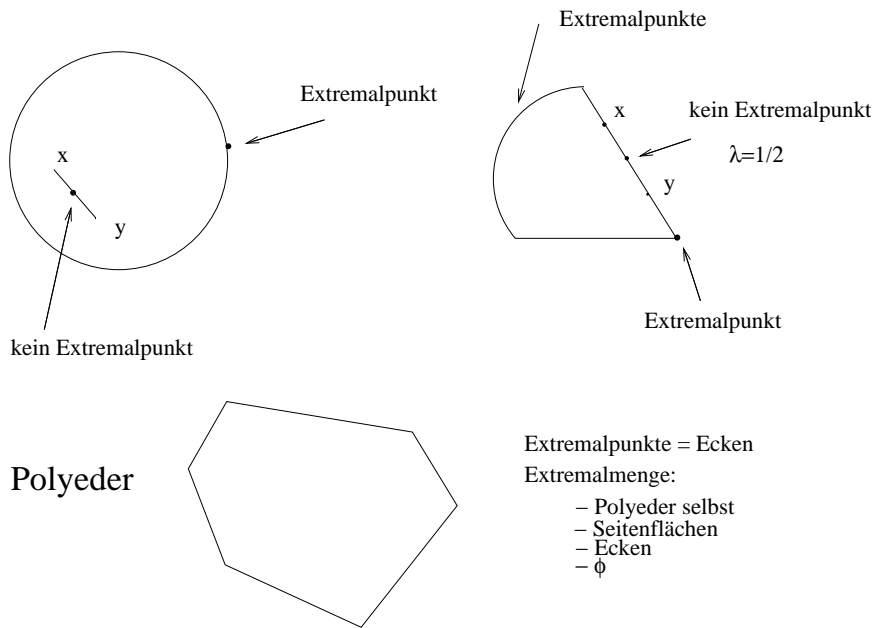 Extremalpunkte
Extremalpunkt
x
kein Extremalpunkt
λ=1/2
x
y
y
Extremalpunkt
kein Extremalpunkt
Polyeder
Extremalpunkte = Ecken
Extremalmenge:
– Polyeder selbst
– Seitenflächen
– Ecken
– ϕ